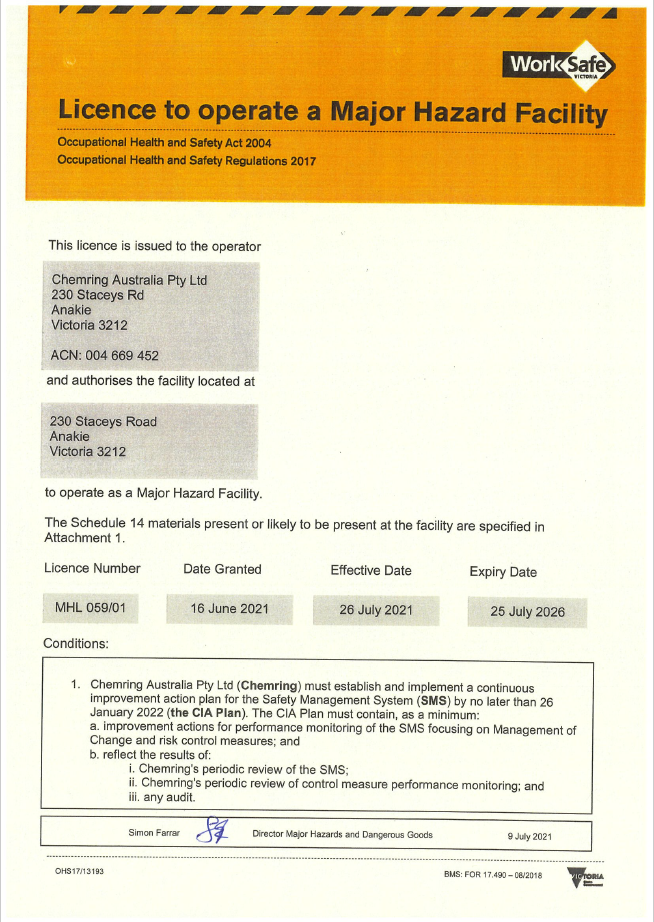 WorkSafe
VICTORIA
Licence to operate a Major Hazard Facility
Occupational Health and Safety Act 2004
Occupational Health and Safety Regulations 2017
This licence is issued to the operator
Chemring Australia Pty Ltd
230 Staceys Rd
Anakie
Victoria 3212
ACN: 004 669 452
and authorises the facility located at
230 Staceys Road
Anakie
Victoria 3212
to operate as a Major Hazard Facility.
The Schedule 14 materials present or likely to be present at the facility are specified in
Attachment 1.
Licence Number Date Granted Effective Date Expiry Date
MHL 059/01 16 June 2021 26 July 2021 25 July 2026
Conditions:
1. Chemring Australia Pty Ltd (Chemring) must establish and implement a continuous
improvement action plan for the Safety Management System (SMS) by no later than 26
January 2022 (the CIA Plan). The CIA Plan must contain, as a minimum:
a. improvement actions for performance monitoring of the SMS focusing on Management of
Change and risk control measures; and
b. reflect the results of:
i. Chemring's periodic review of the SMS;
ii. Chemring's periodic review of control measure performance monitoring; and
iii. any audit.
Simon Farrar Director Major Hazards and Dangerous Goods 9 July 2021
OHS17/13193
BMS: FOR 17.490 – 08/2018
VICTORIA